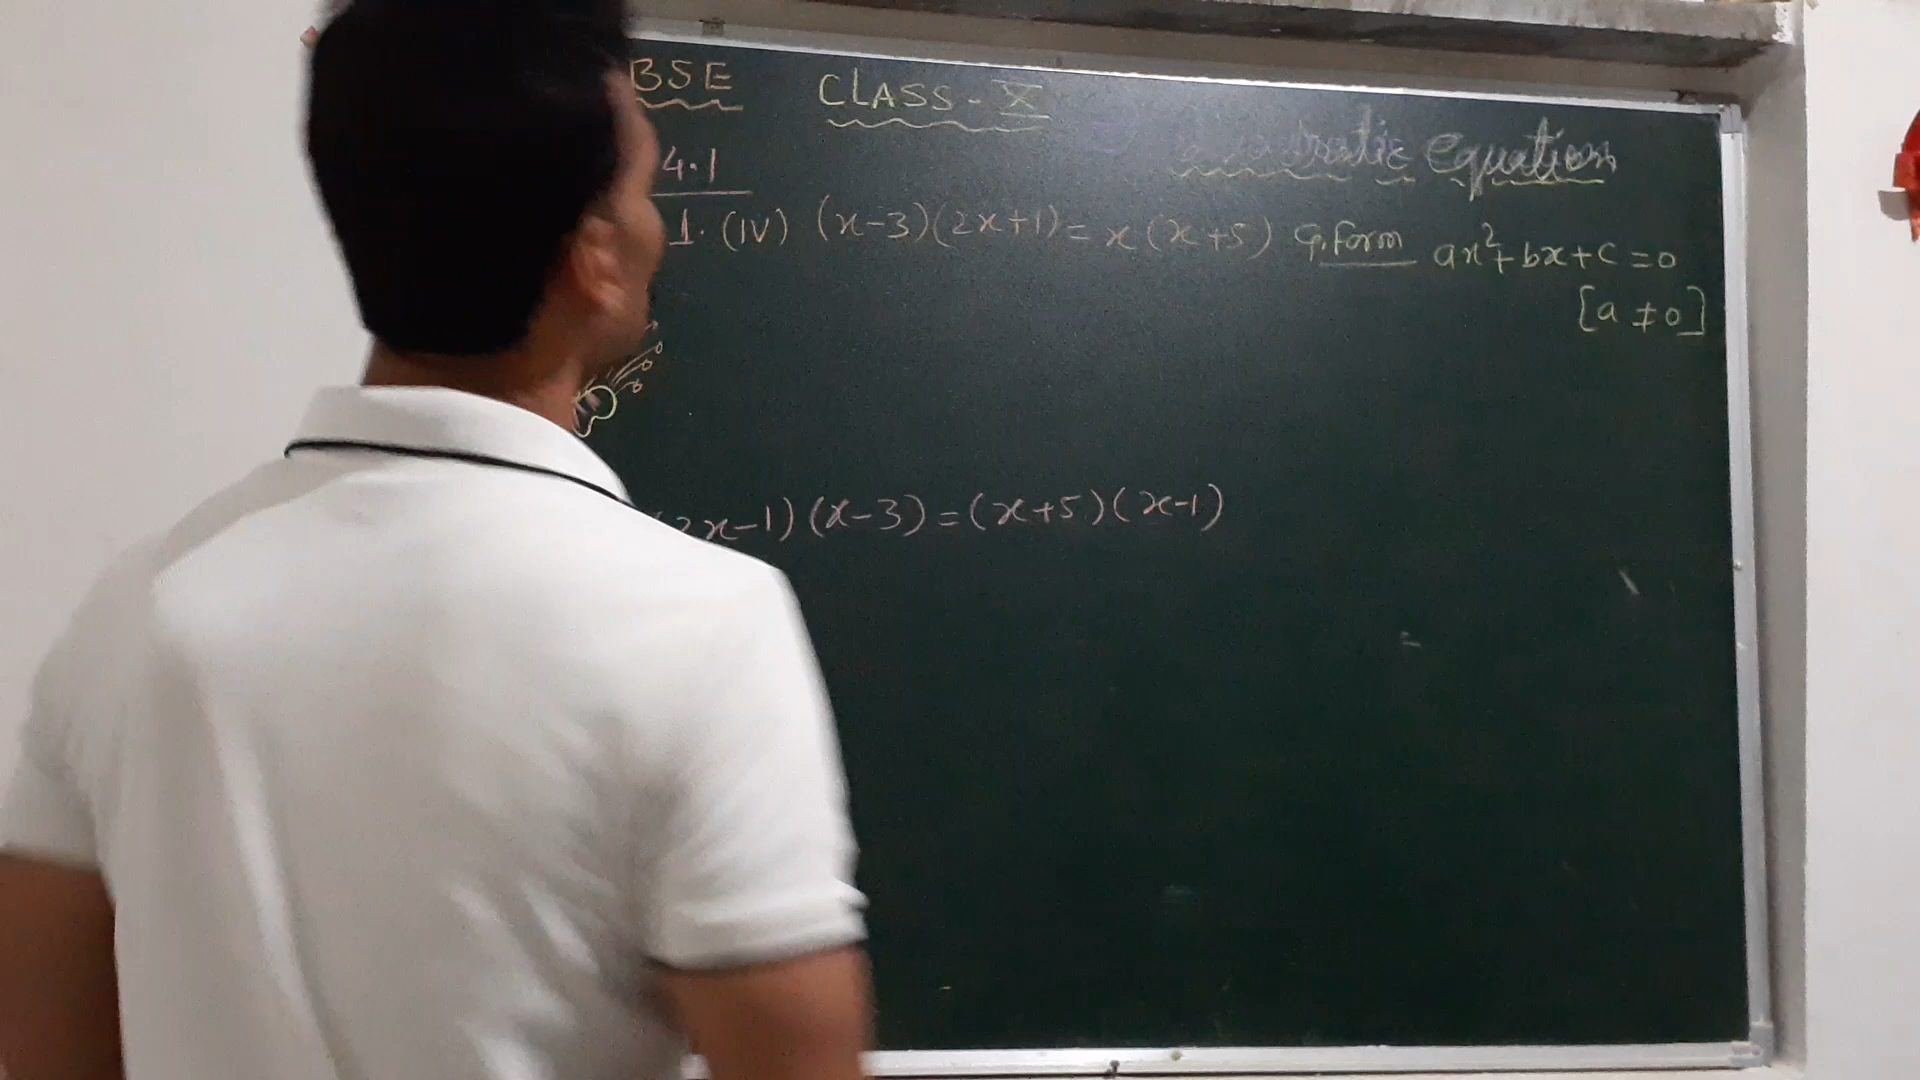 BSE CLASS-X
Equations
4.1
1. (IV) (x-3)(2x+1)=x(x+5) G.Form ax²+bx+c=0
[a ≠0]
(2x-1)(x-3)=(x+5)(x-1)